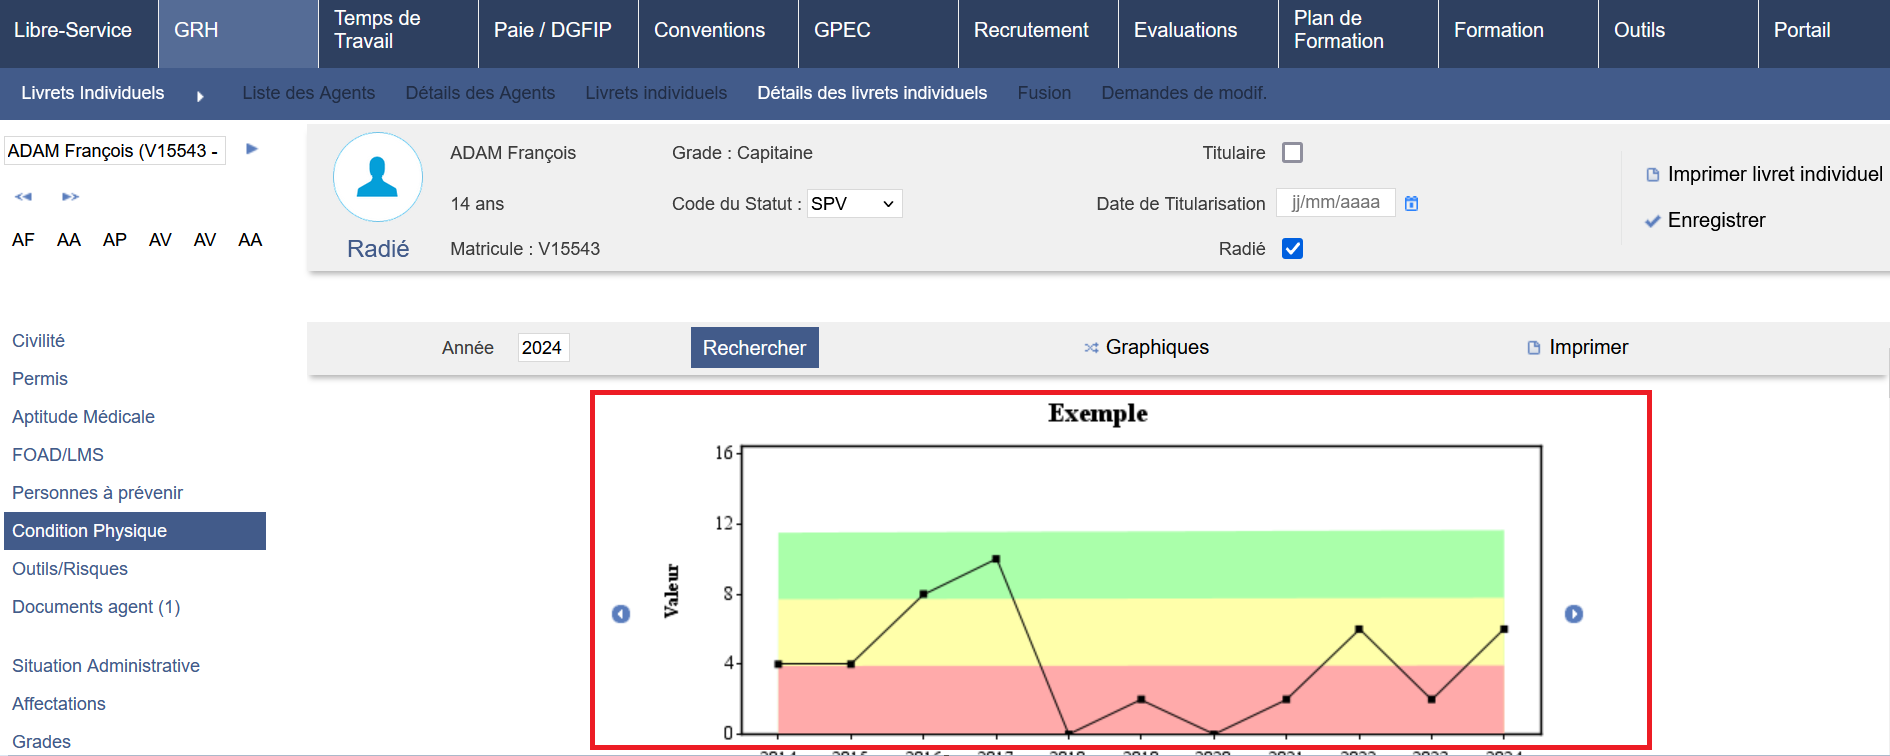 Libre-Service
GRH
Temps de
Travail
Paie / DGFIP
Conventions
GPEC
Recrutement
Evaluations
Plan de
Formation
Formation
Outils
Portail
Livrets Individuels
Liste des Agents
Détails des Agents
Livrets individuels
Détails des livrets individuels
Fusion
Demandes de modif.
ADAM François (V15543 -
AF AA AP AV AV AA
Civilité
Permis
Aptitude Médicale
FOAD/LMS
Personnes à prévenir
Condition Physique
Outils/Risques
Documents agent (1)
Situation Administrative
Affectations
Grades
Radié
ADAM François
14 ans
Matricule : V15543
Grade : Capitaine
Code du Statut : SPV
Titulaire
Date de Titularisation jj/mm/aaaa
Radié
Imprimer livret individuel
Enregistrer
Année 2024
Rechercher
Graphiques
Imprimer
Exemple
Valeur
16
12
8
4
0